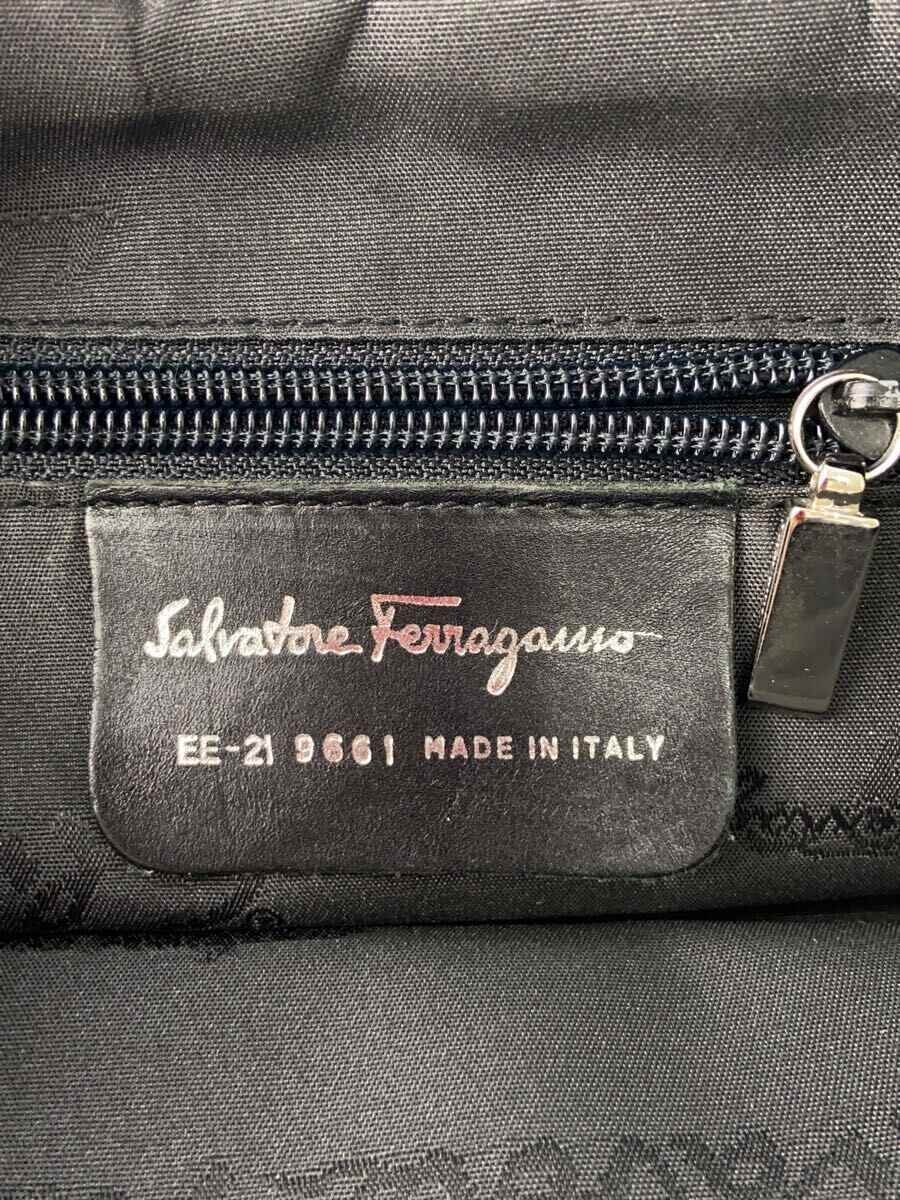 Salvatore Ferragamo
EE-21 9661 MADE IN ITALY